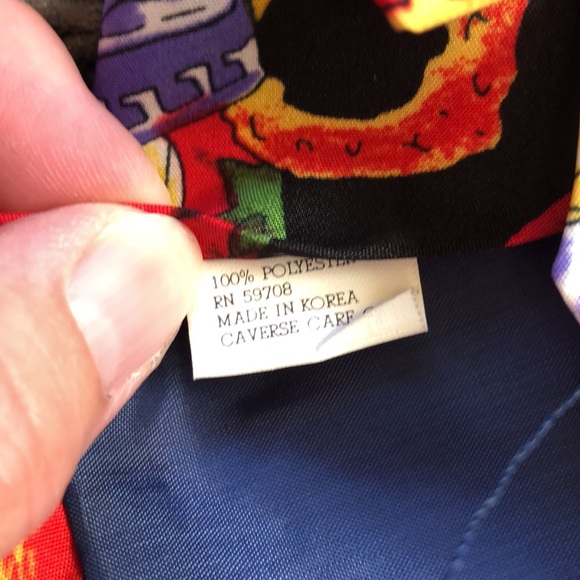 100% POLYESTER
RN 59708
MADE IN KOREA
CAVERSE CARE